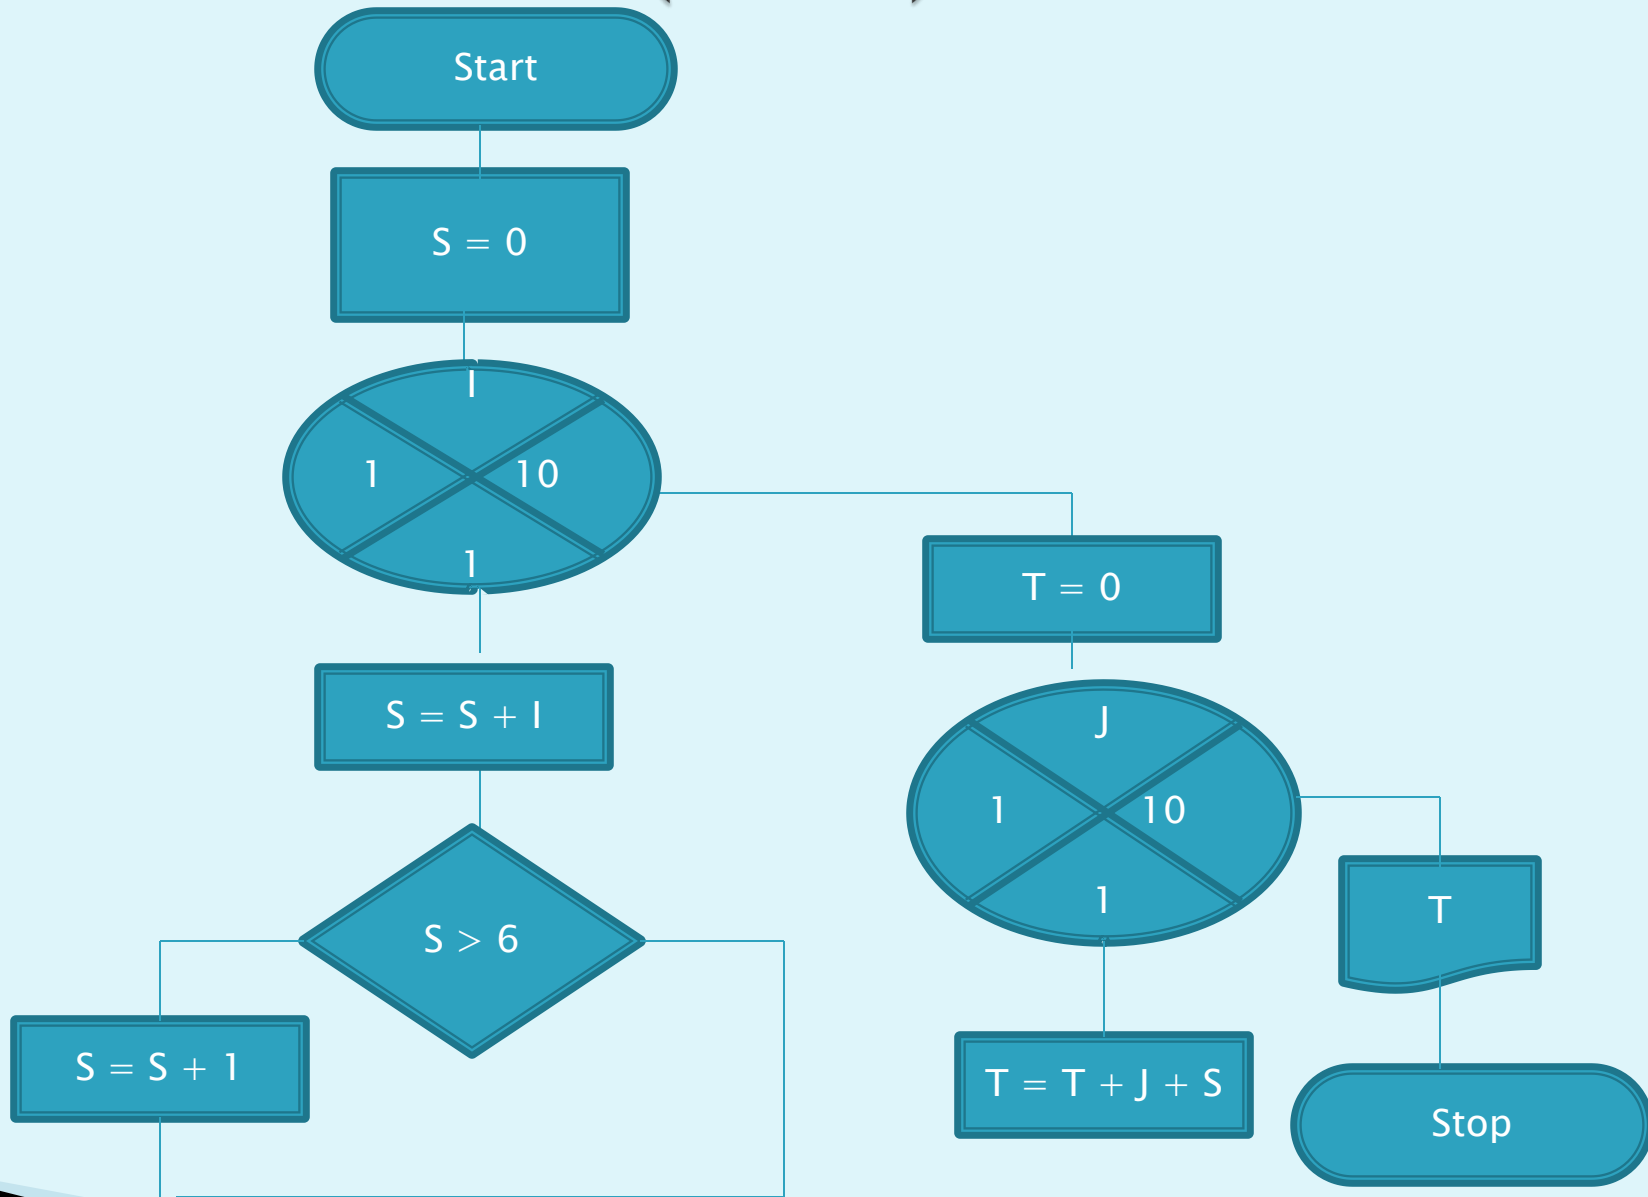 Start
S = 0
I
1
10
1
S = S + I
S > 6
S = S + 1
T = 0
J
1
10
1
T = T + J + S
T
Stop